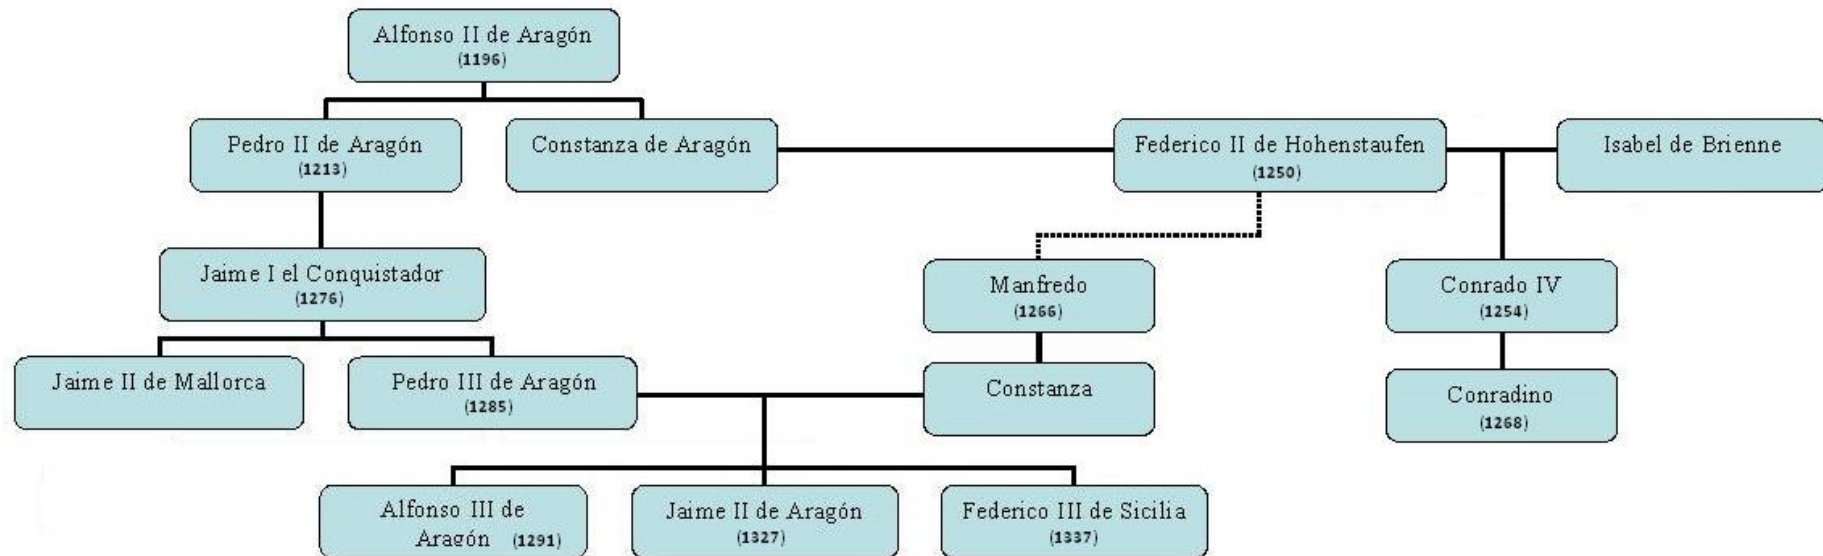 Alfonso II de Aragón
(1196)
Pedro II de Aragón
(1213)
Constanza de Aragón
Federico II de Hohenstaufen
(1250)
Isabel de Brienne
Jaime I el Conquistador
(1276)
Manfredo
(1266)
Conrado IV
(1254)
Jaime II de Mallorca
Pedro III de Aragón
(1285)
Constanza
Conradino
(1268)
Alfonso III de
Aragón (1291)
Jaime II de Aragón
(1327)
Federico III de Sicilia
(1337)